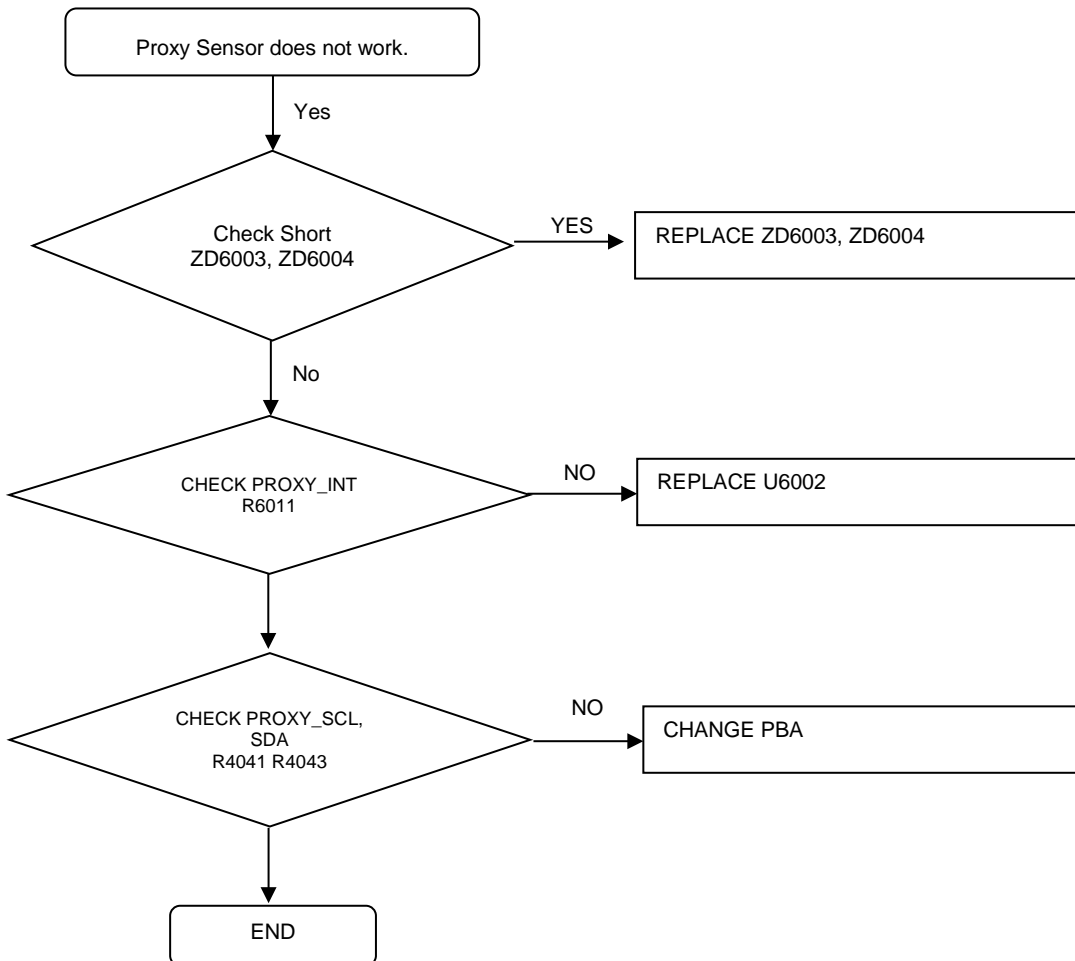 Proxy Sensor does not work.
Yes
Check Short
ZD6003, ZD6004
YES
REPLACE ZD6003, ZD6004
No
CHECK PROXY_INT
R6011
NO
REPLACE U6002
CHECK PROXY_SCL,
SDA
R4041 R4043
NO
CHANGE PBA
END